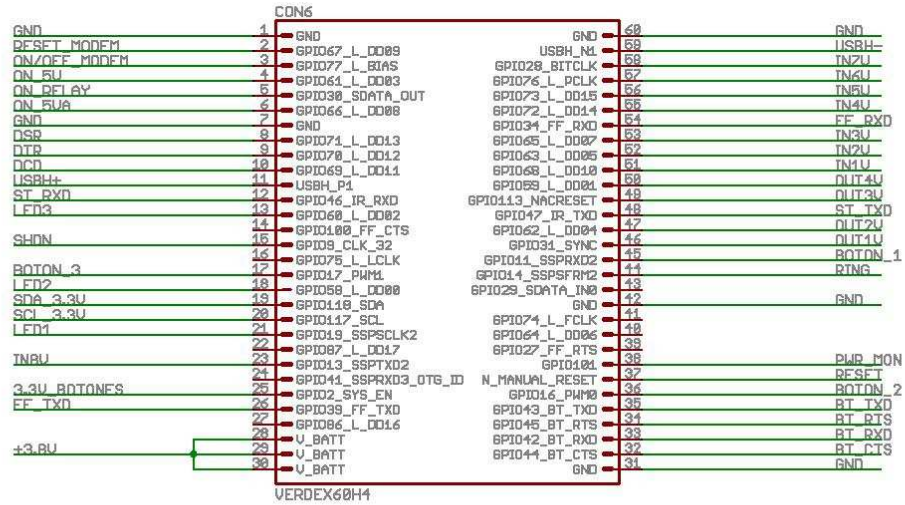 CON6
GND 1 GND GND 60 GND
RESET_MODEM 2 GPIO67_L_DD09 USBH_N1 59 USBH-
ON/OFF_MODEM 3 GPIO77_L_BIAS GPIO28_BITCLK 58 IN7V
ON_5V 4 GPIO61_L_DD03 GPIO76_L_PCLK 57 IN6V
ON_RELAY 5 GPIO30_SDATA_OUT GPIO73_L_DD15 56 IN5V
ON_5VA 6 GPIO66_L_DD08 GPIO72_L_DD14 55 IN4V
GND 7 GND GPIO34_FF_RXD 54 FF_RXD
DSR 8 GPIO71_L_DD13 GPIO65_L_DD07 53 IN3V
DTR 9 GPIO70_L_DD12 GPIO63_L_DD05 52 IN2V
DCD 10 GPIO69_L_DD11 GPIO68_L_DD10 51 IN1V
USBH+ 11 USBH_P1 GPIO59_L_DD01 50 OUT4V
ST_RXD 12 GPIO46_IR_RXD GPIO113_NACRESET 49 OUT3V
LED3 13 GPIO60_L_DD02 GPIO47_IR_TXD 48 ST_TXD
14 GPIO100_FF_CTS GPIO62_L_DD04 47 OUT2V
SHDN 15 GPIO9_CLK_32 GPIO31_SYNC 46 OUT1V
16 GPIO75_L_LCLK GPIO11_SSPRXD2 45 BOTON_1
BOTON_3 17 GPIO17_PWM1 GPIO14_SSPSFRM2 44 RING
LED2 18 GPIO58_L_DD00 GPIO29_SDATA_IN0 43
SDA_3.3V 19 GPIO118_SDA GND 42 GND
SCL_3.3V 20 GPIO117_SCL GPIO74_L_FCLK 41
LED1 21 GPIO19_SSPSCLK2 GPIO64_L_DD06 40
22 GPIO87_L_DD17 GPIO27_FF_RTS 39
IN8V 23 GPIO13_SSPTXD2 GPIO101 38 PWR_MON
24 GPIO41_SSPRXD3_OTG_ID N_MANUAL_RESET 37 RESET
3.3V_BOTONES 25 GPIO2_SYS_EN GPIO16_PWM0 36 BOTON_2
FF_TXD 26 GPIO39_FF_TXD GPIO43_BT_TXD 35 BT_TXD
27 GPIO86_L_DD16 GPIO45_BT_RTS 34 BT_RTS
28 V_BATT GPIO42_BT_RXD 33 BT_RXD
+3.8V 29 V_BATT GPIO44_BT_CTS 32 BT_CTS
30 V_BATT GND 31 GND
VERDEX60H4